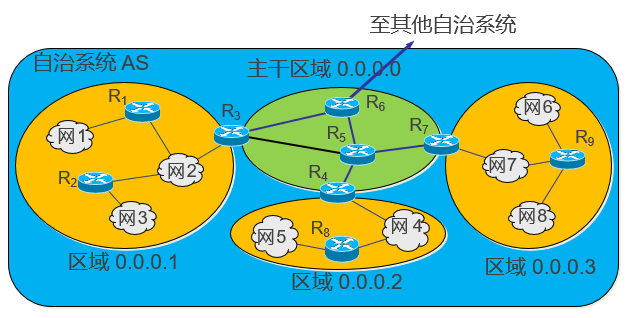 至其他自治系统
自治系统 AS
主干区域 0.0.0.0
R1
R3
R6
R7
网6
网1
R5
R9
R2
网2
R4
网7
网3
R8
网5
网 4
网8
区域 0.0.0.1
区域 0.0.0.2
区域 0.0.0.3